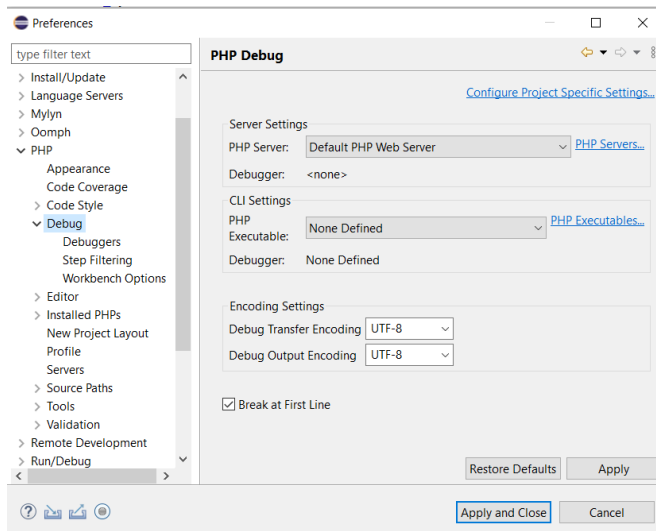 Preferences
type filter text
Install/Update
Language Servers
Mylyn
Oomph
PHP
Appearance
Code Coverage
Code Style
Debug
Debuggers
Step Filtering
Workbench Options
Editor
Installed PHPs
New Project Layout
Profile
Servers
Source Paths
Tools
Validation
Remote Development
Run/Debug
PHP Debug
Configure Project Specific Settings...
Server Settings
PHP Server: Default PHP Web Server PHP Servers...
Debugger: <none>
CLI Settings
PHP
Executable: None Defined PHP Executables...
Debugger: None Defined
Encoding Settings
Debug Transfer Encoding UTF-8
Debug Output Encoding UTF-8
Break at First Line
Restore Defaults Apply
Apply and Close Cancel